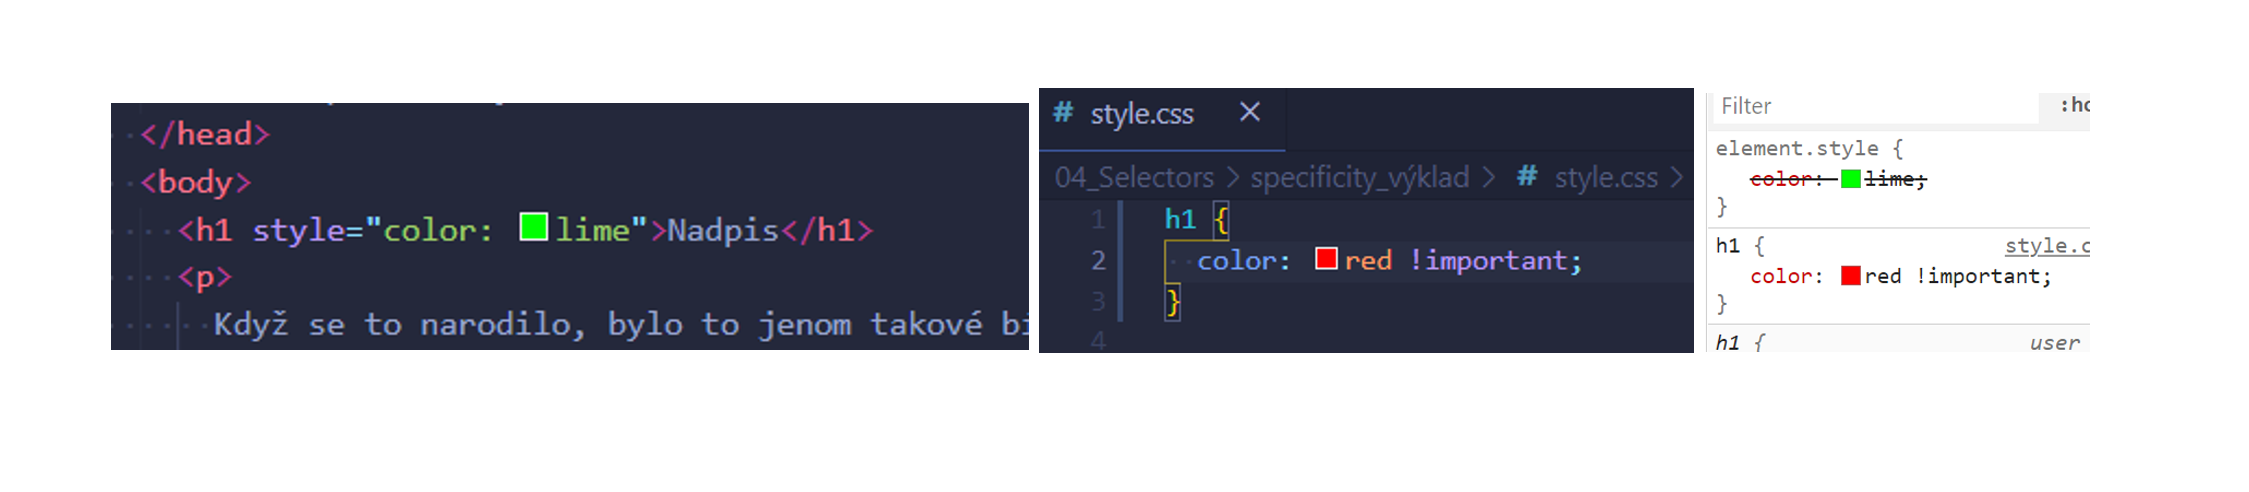 </head>
<body>
<h1 style="color: lime">Nadpis</h1>
<p>
Když se to narodilo, bylo to jenom takové
# style.css ×
04_Selectors > specificity_výklad > # style.css >
1 h1 {
2 color: red !important;
3 }
4
Filter
element.style {
color: lime;
}
h1 { style.c
color: red !important;
}
h1 { user